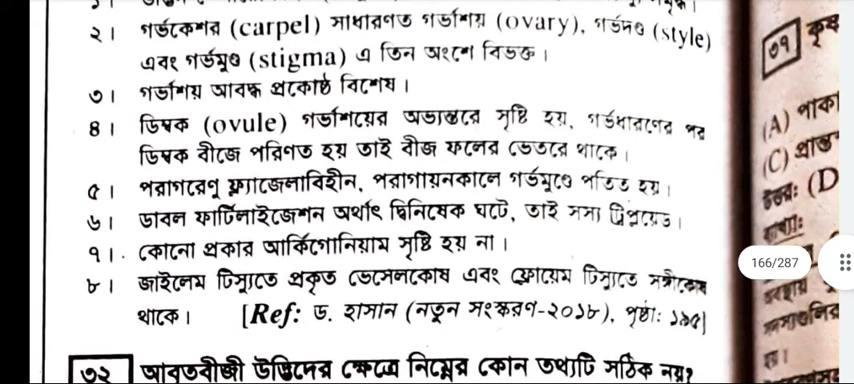 ২। গর্ভকেশর (carpel) সাধারণত গর্ভাশয় (ovary), গর্ভদণ্ড (style)
এবং গর্ভমুণ্ড (stigma) এ তিন অংশে বিভক্ত।
৩। গর্ভাশয় আবদ্ধ প্রকোষ্ঠ বিশেষ।
৪। ডিম্বক (ovule) গর্ভাশয়ের অভ্যন্তরে সৃষ্টি হয়, গর্ভধারণের পর
ডিম্বক বীজে পরিণত হয় তাই বীজ ফলের ভেতরে থাকে।
৫। পরাগরেণু ফ্ল্যাজেলাবিহীন, পরাগায়নকালে গর্ভমুণ্ডে পতিত হয়।
৬। ডাবল ফার্টিলাইজেশন অর্থাৎ দ্বিনিষেক ঘটে, তাই সস্য ট্রিপ্লয়েড।
৭। কোনো প্রকার আর্কিগোনিয়াম সৃষ্টি হয় না।
৮। জাইলেম টিস্যুতে প্রকৃত ভেসেলকোষ এবং ফ্লোয়েম টিস্যুতে সঙ্গীকোষ
থাকে। [Ref: ড. হাসান (নতুন সংস্করণ-২০১৮), পৃষ্ঠা: ১৯৫]
৩২ আবৃতবীজী উদ্ভিদের ক্ষেত্রে নিম্নের কোন তথ্যটি সঠিক নয়?
৩৭
(A) পাকা
(C) প্রান্ত
উত্তর: (D
ব্যাখ্যা:
166/287